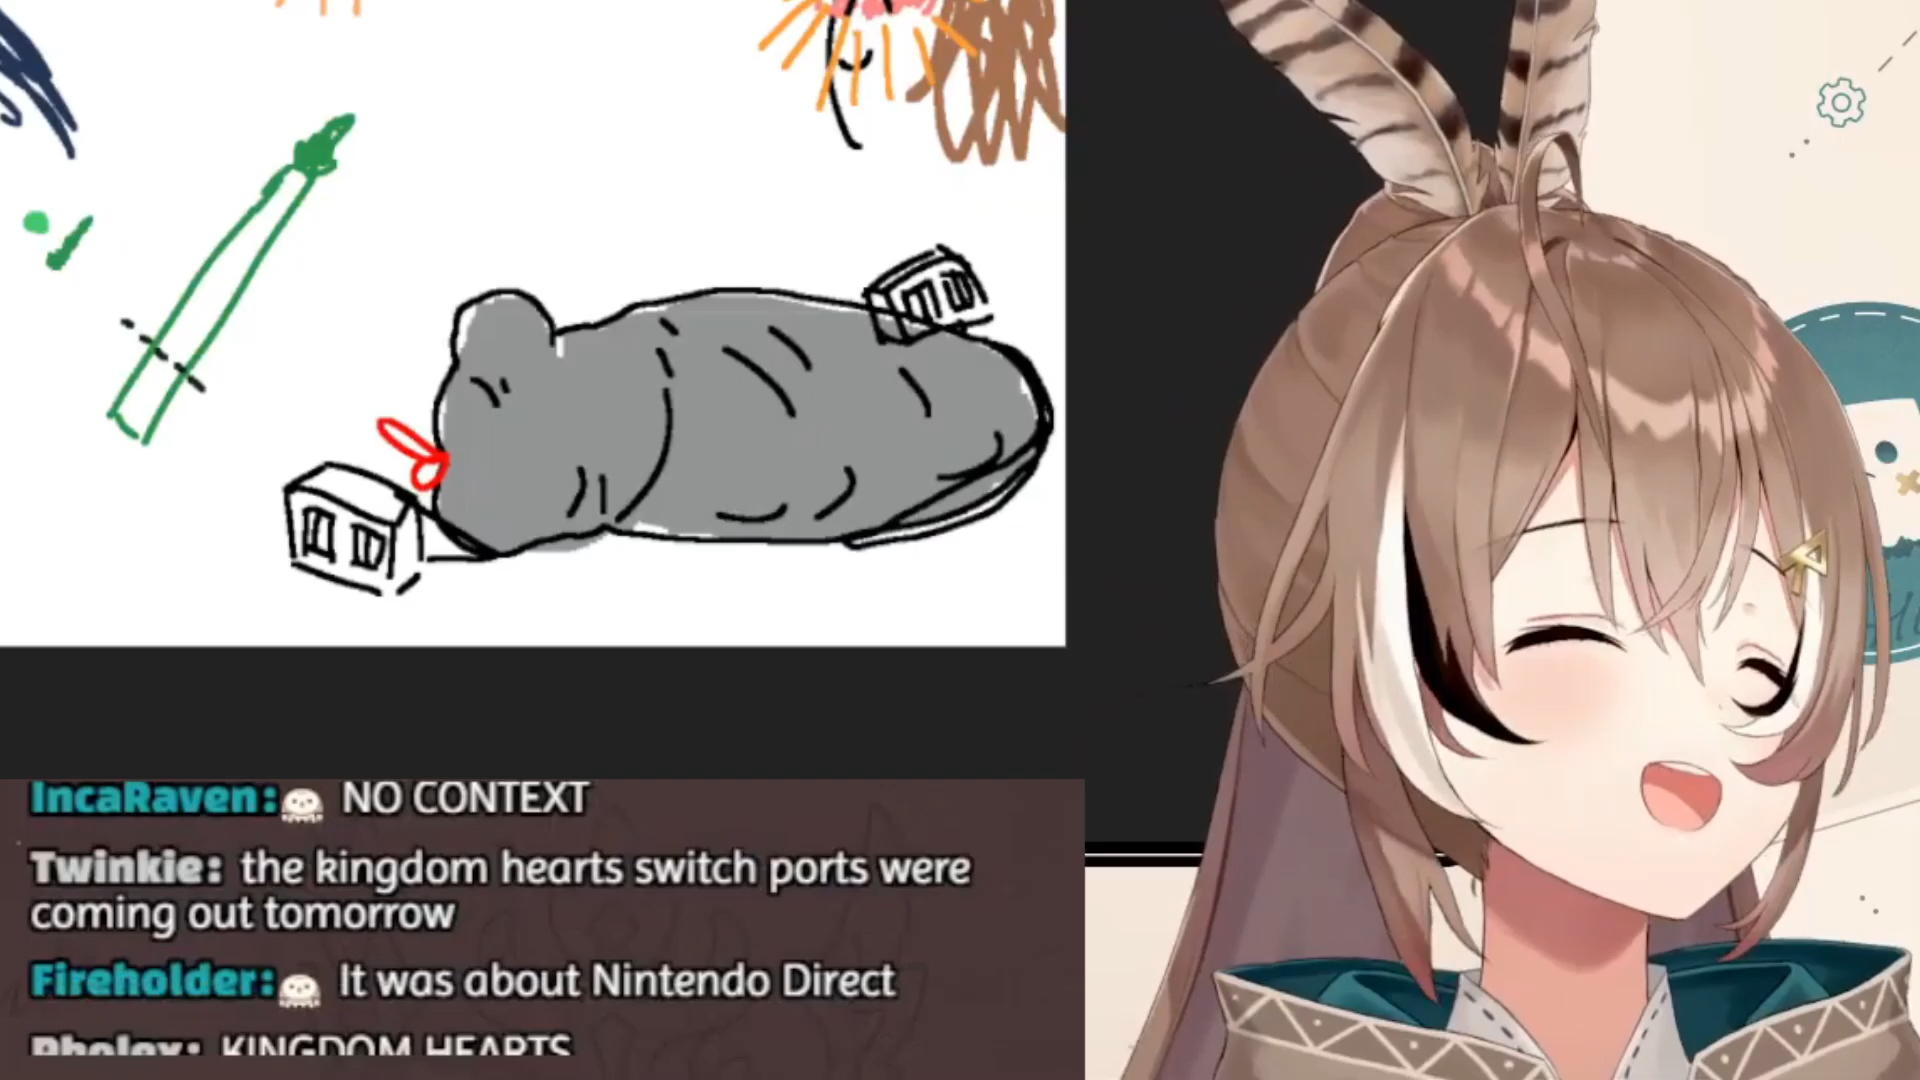 IncaRaven: NO CONTEXT
Twinkie: the kingdom hearts switch ports were
coming out tomorrow
Fireholder: It was about Nintendo Direct
KINGDOM HEARTS